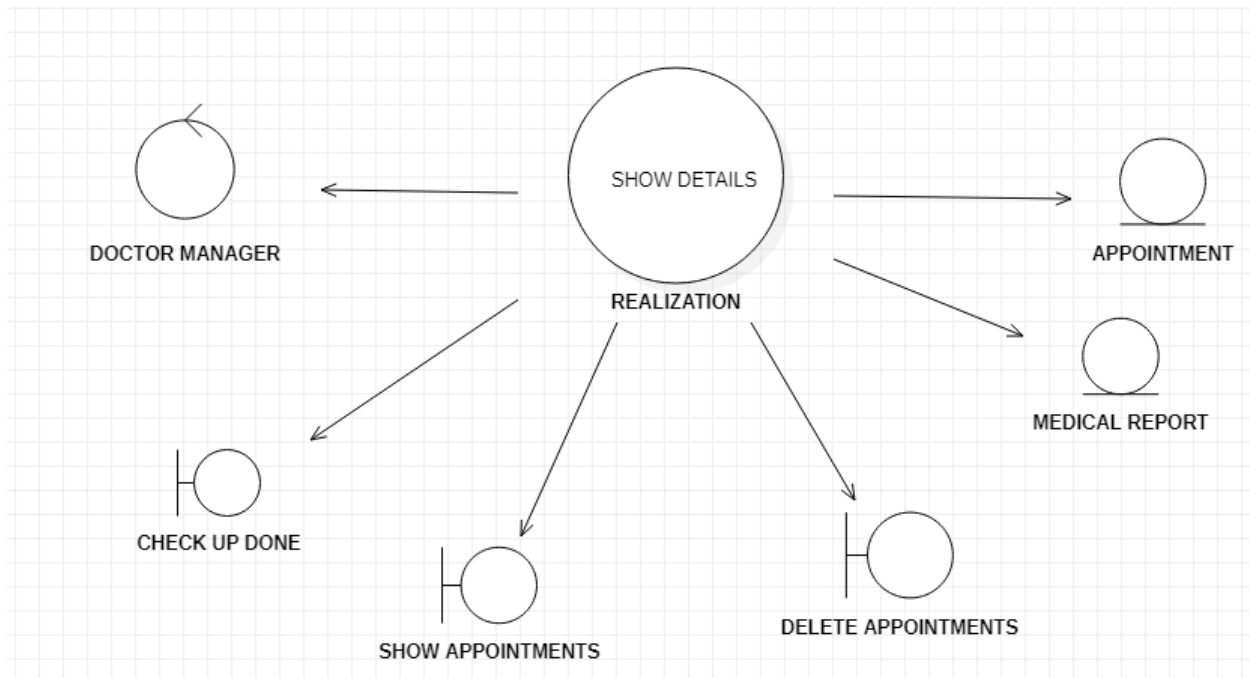 SHOW DETAILS
REALIZATION
DOCTOR MANAGER
APPOINTMENT
MEDICAL REPORT
CHECK UP DONE
SHOW APPOINTMENTS
DELETE APPOINTMENTS